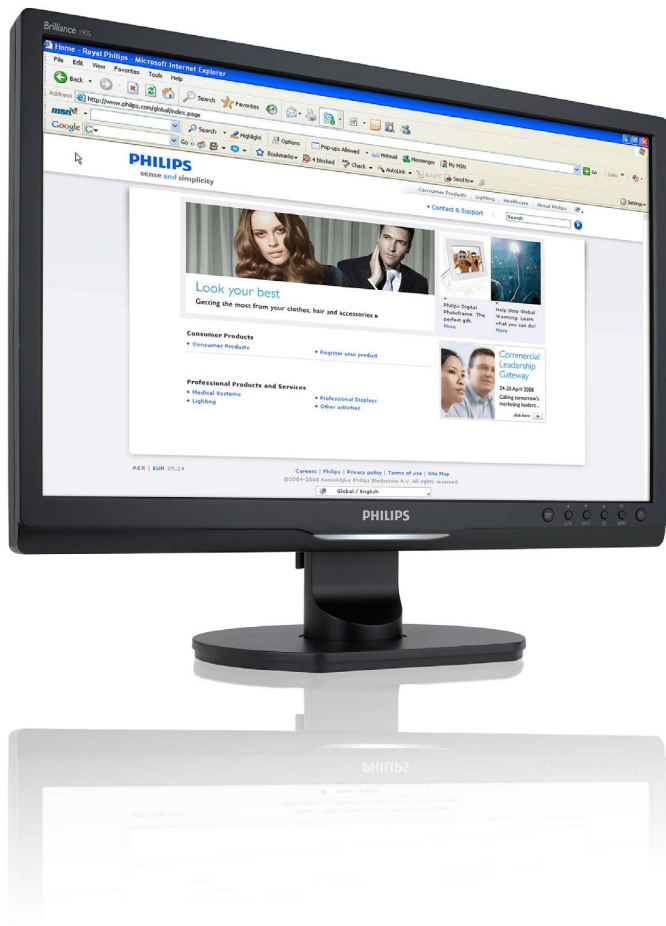 Brilliance 190S
Home - Royal Philips - Microsoft Internet Explorer
File Edit View Favorites Tools Help
Back Search Favorites
Address http://www.philips.com/global/index.page Go Links
msn Search Highlight Options Pop-ups Allowed Hotmail Messenger My MSN
Google G Go Bookmarks 4 blocked Check AutoLink AutoFill Send to Settings
PHILIPS
sense and simplicity
Consumer Products Lighting Healthcare About Philips
Contact & Support Search
Look your best
Getting the most from your clothes, hair and accessories
Philips Digital
Photoframe. The
perfect gift.
More
Help Stop Global
Warming. Learn
what you can do!
More
Consumer Products
Consumer Products
Register your product
Commercial
Leadership
Gateway
24-25 April 2008
Calling tomorrow's
marketing leaders...
click here
Professional Products and Services
Medical Systems
Lighting
Professional Displays
Other activities
AEX | EUR 25,24
Careers | Philips | Privacy policy | Terms of use | Site Map
©2004-2008 Koninklijke Philips Electronics N.V. All rights reserved.
Global / English
PHILIPS
AUTO INPUT MENU